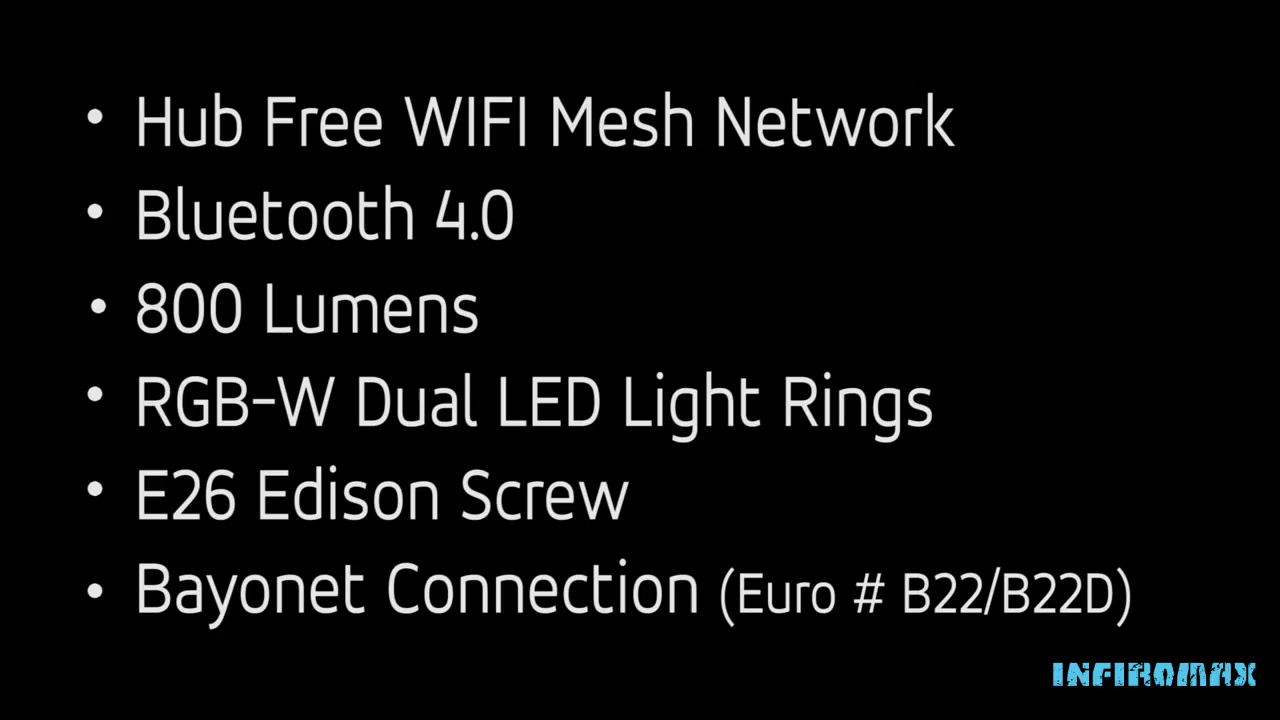 • Hub Free WIFI Mesh Network
• Bluetooth 4.0
• 800 Lumens
• RGB-W Dual LED Light Rings
• E26 Edison Screw
• Bayonet Connection (Euro # B22/B22D)
INFIROMAX